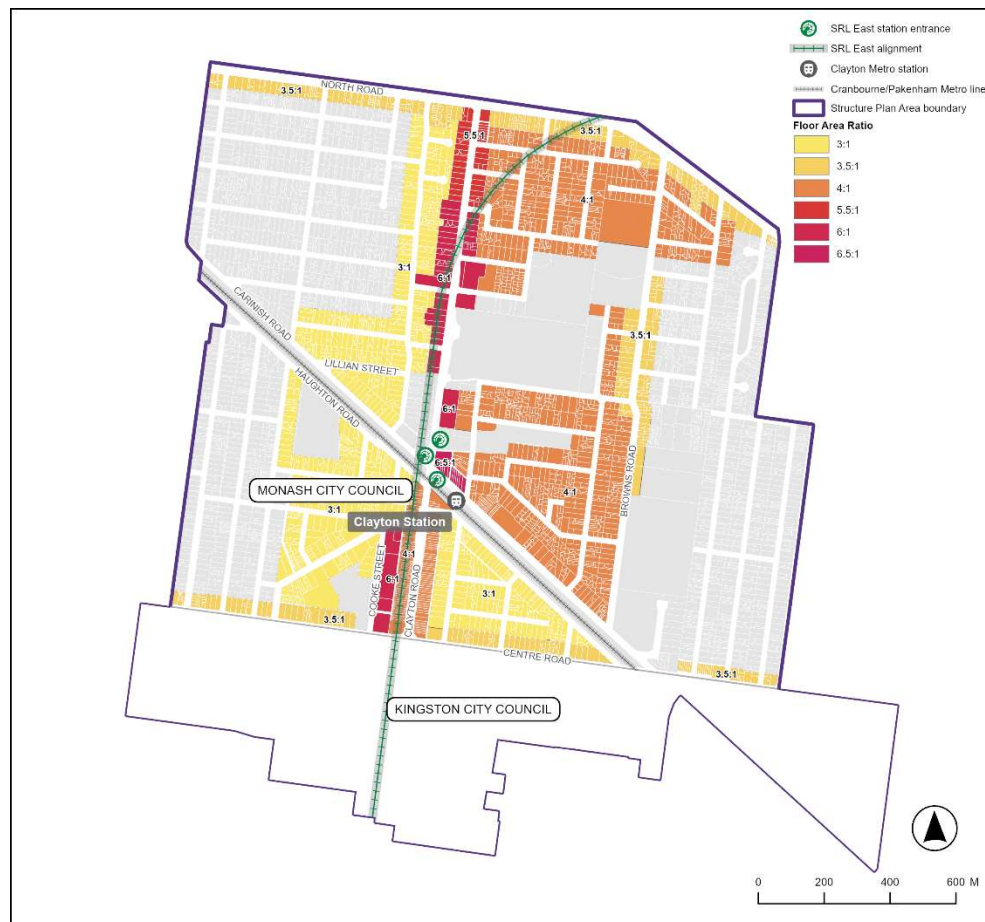 SRL East station entrance
SRL East alignment
Clayton Metro station
Cranbourne/Pakenham Metro line
Structure Plan Area boundary
Floor Area Ratio
3:1
3.5:1
4:1
5.5:1
6:1
6.5:1
NORTH ROAD
3.5:1
5.5:1
3.5:1
4:1
3:1
6:1
CARINISH ROAD
3.5:1
LILLIAN STREET
HAUGHTON ROAD
6:1
6.5:1
MONASH CITY COUNCIL
4:1
BROWNS ROAD
3:1
Clayton Station
4:1
COOKE STREET
6:1
CLAYTON ROAD
3:1
3.5:1
CENTRE ROAD
3.5:1
KINGSTON CITY COUNCIL
0 200 400 600 M